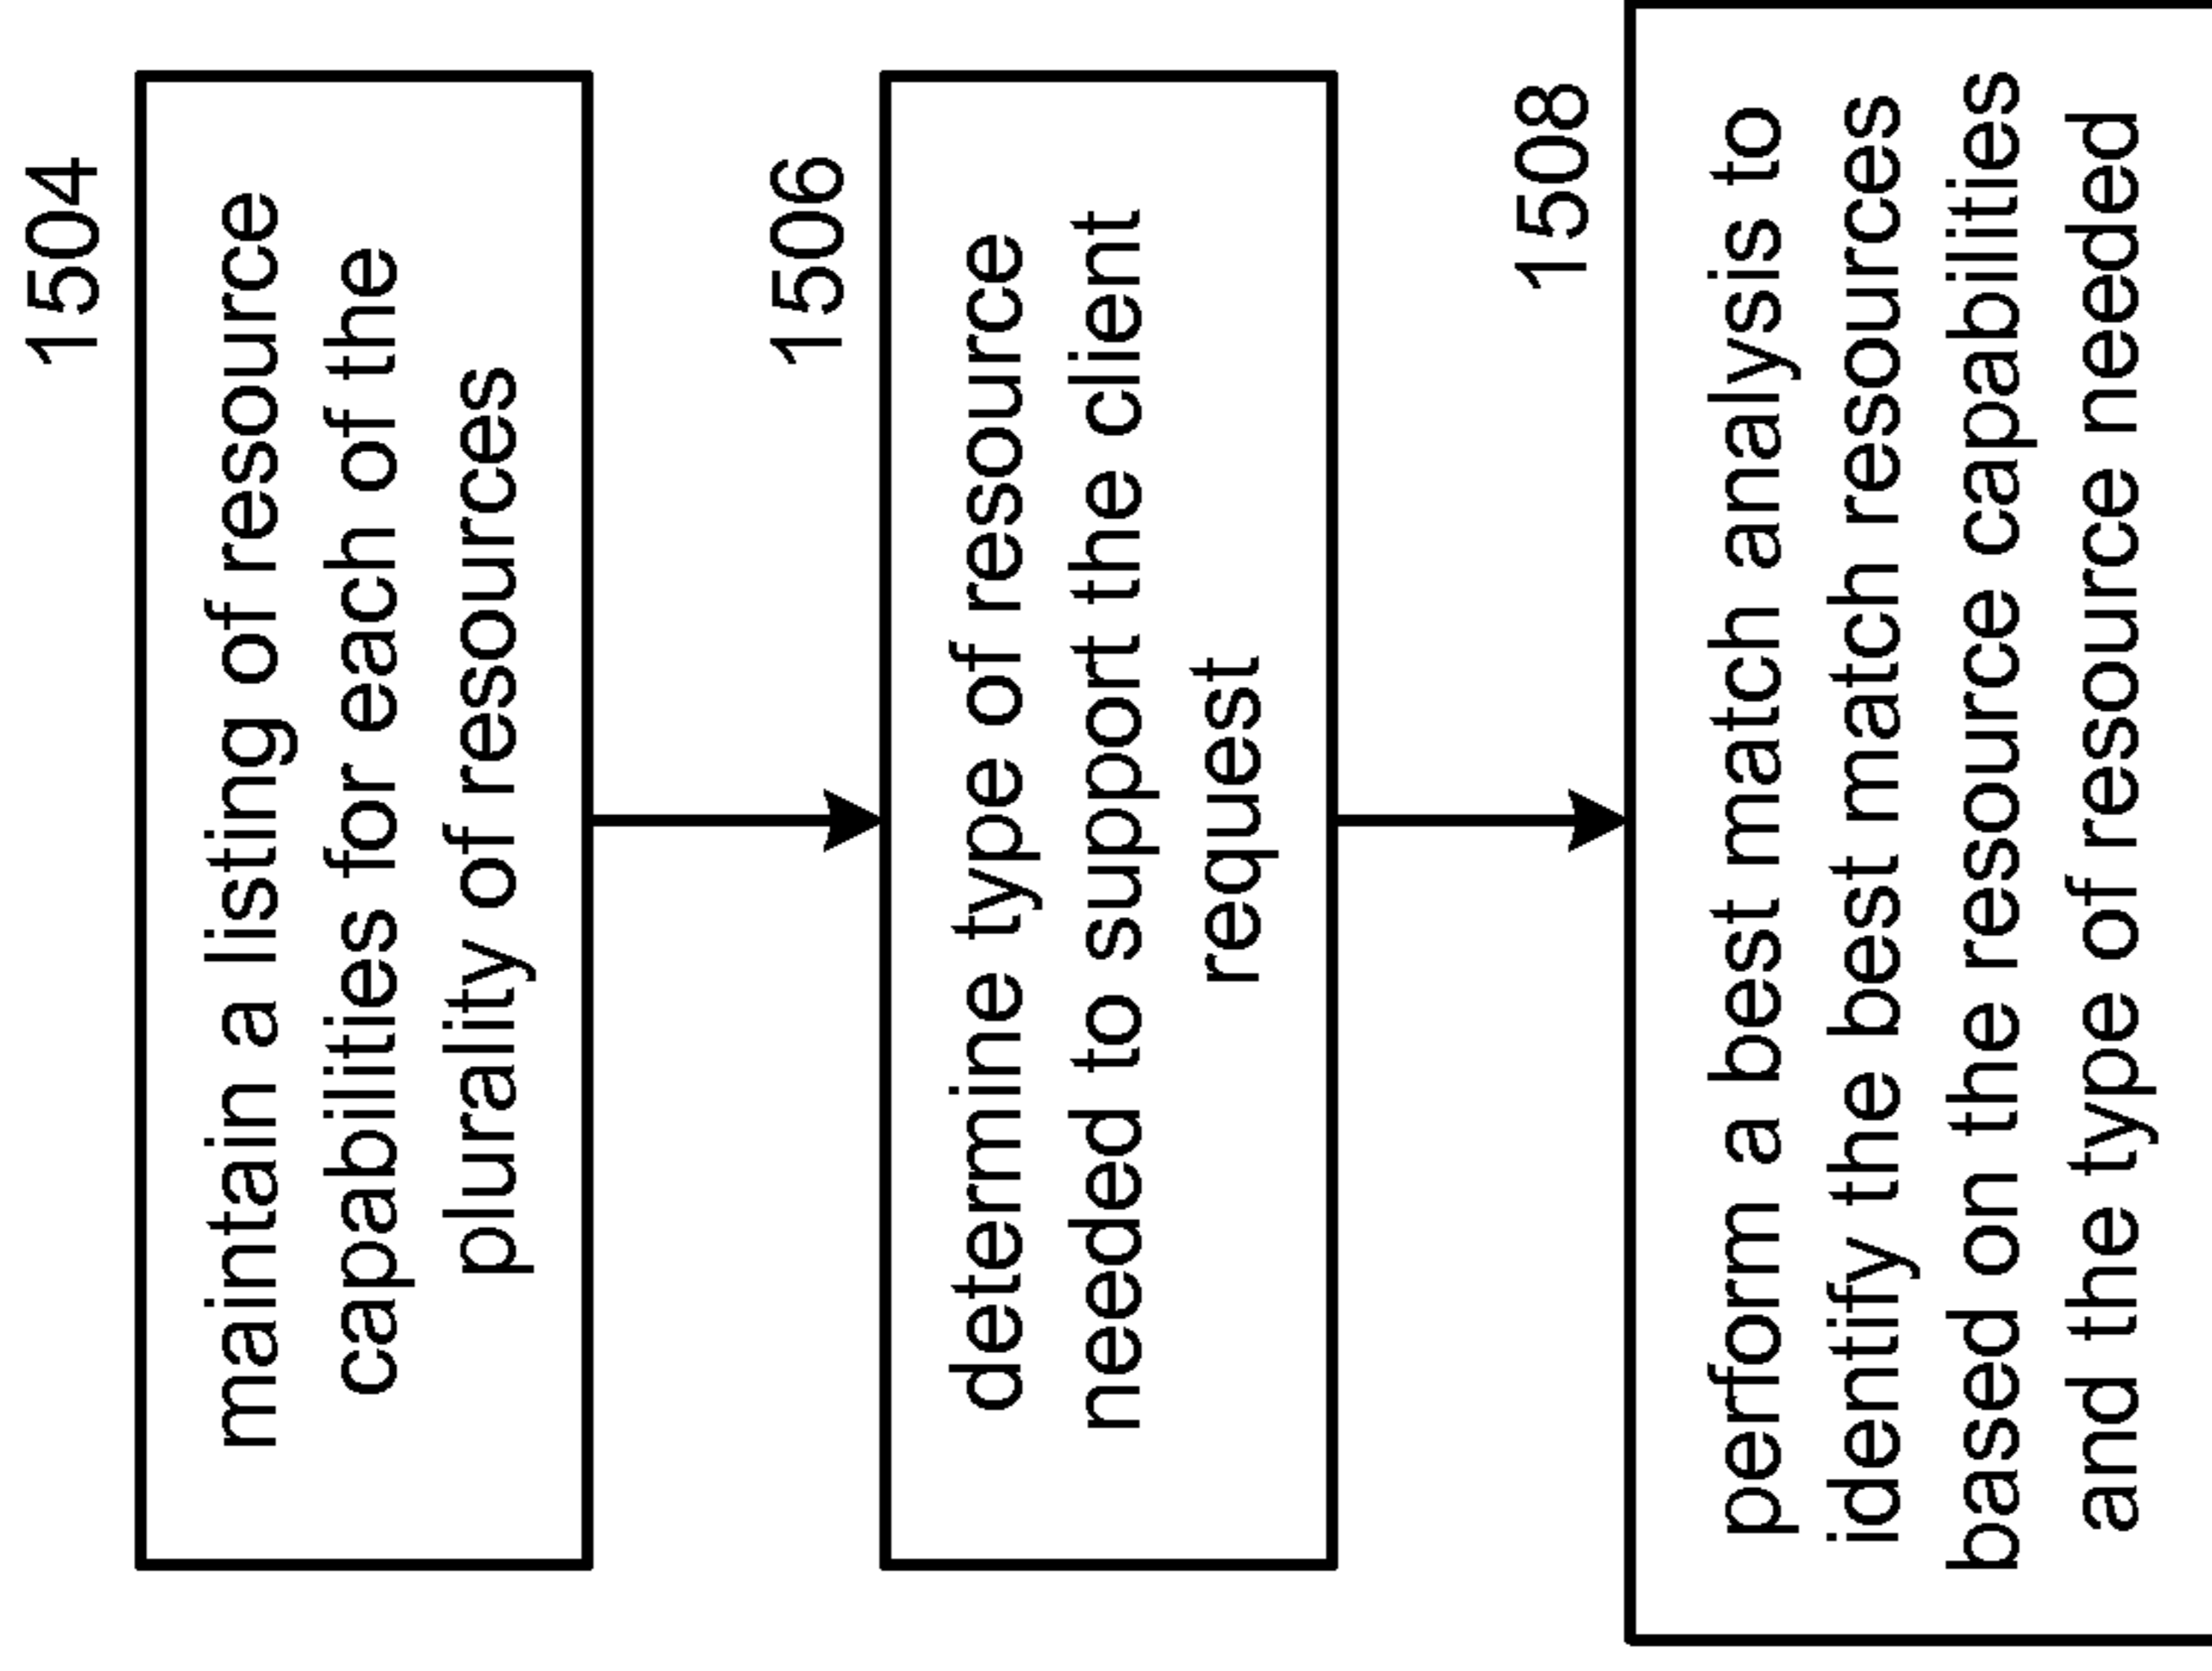 1504
maintain a listing of resource
capabilities for each of the
plurality of resources
1506
determine type of resource
needed to support the client
request
1508
perform a best match analysis to
identify the best match resources
based on the resource capabilities
and the type of resource needed